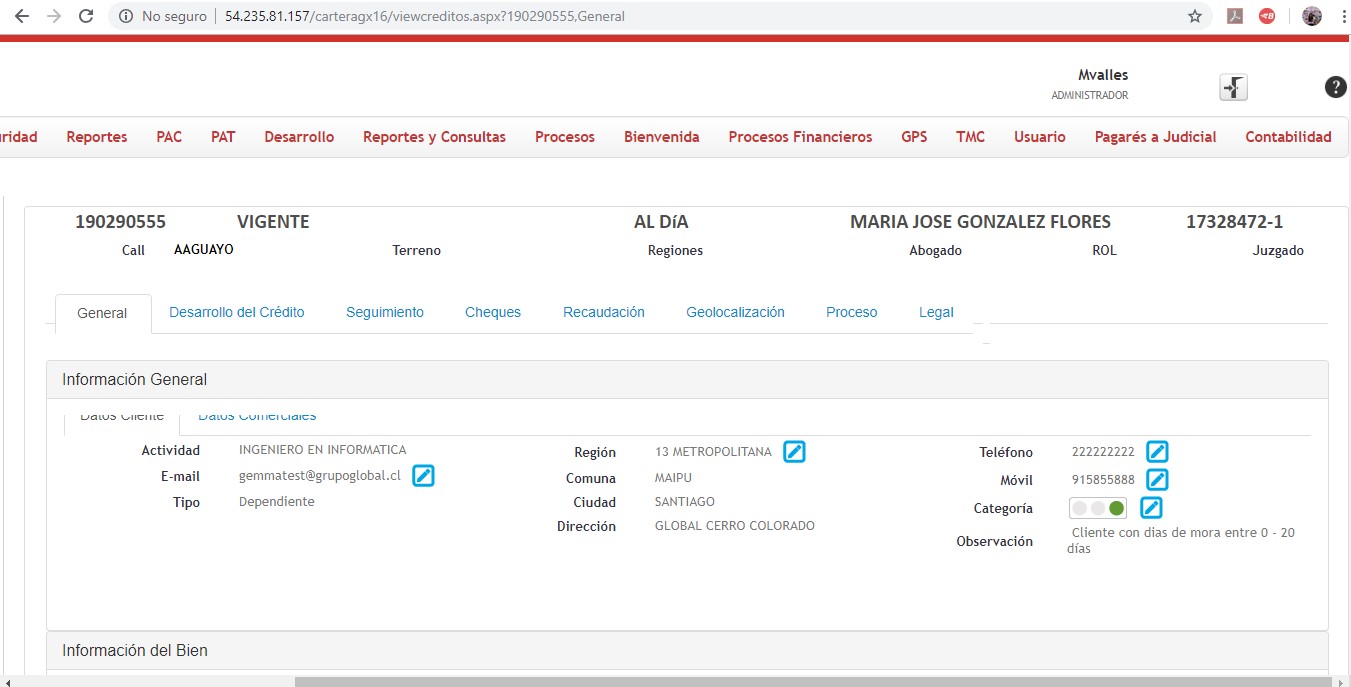 No seguro 54.235.81.157/carteragx16/viewcreditos.aspx?190290555,General
Mvalles
ADMINISTRADOR
?
ridad Reportes PAC PAT Desarrollo Reportes y Consultas Procesos Bienvenida Procesos Financieros GPS TMC Usuario Pagarés a Judicial Contabilidad
190290555 VIGENTE AL DíA MARIA JOSE GONZALEZ FLORES 17328472-1
Call AAGUAYO Terreno Regiones Abogado ROL Juzgado
General Desarrollo del Crédito Seguimiento Cheques Recaudación Geolocalización Proceso Legal
Información General
Datos Cliente Datos Comerciales
Actividad INGENIERO EN INFORMATICA Región 13 METROPOLITANA Teléfono 222222222
E-mail gemmatest@grupoglobal.cl Comuna MAIPU Móvil 915855888
Tipo Dependiente Ciudad SANTIAGO Categoría
Dirección GLOBAL CERRO COLORADO Observación Cliente con dias de mora entre 0 - 20
días
Información del Bien